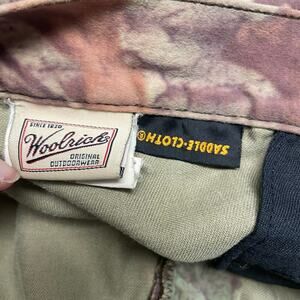 SINCE 1830
Woolrich
ORIGINAL
OUTDOORWEAR
SADDLE-CLOTH®